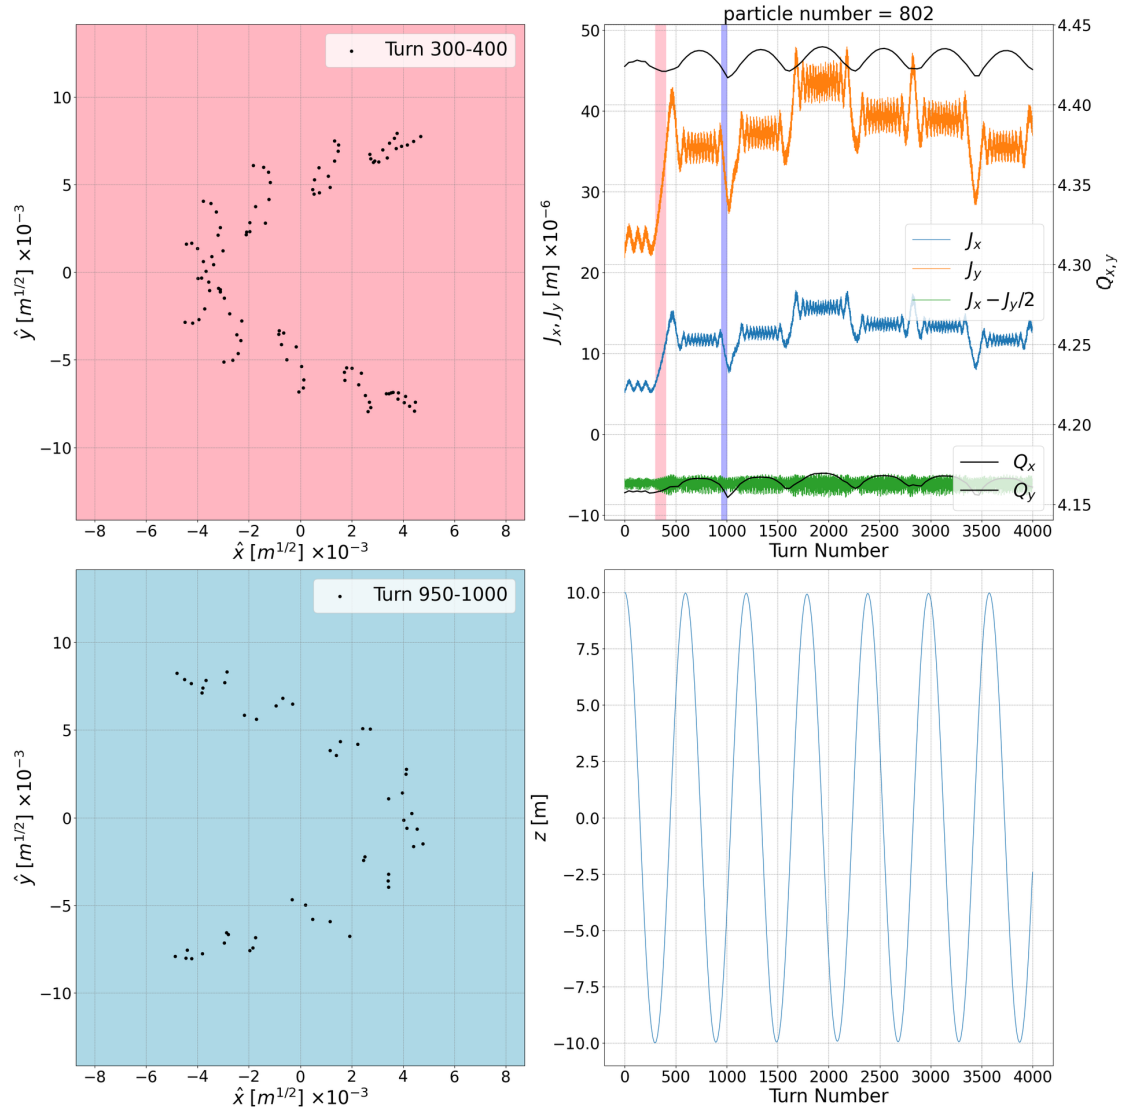 Turn 300-400
10
5
0
−5
−10
ŷ [m^{1/2}] ×10^{−3}
−8 −6 −4 −2 0 2 4 6 8
x̂ [m^{1/2}] ×10^{−3}
particle number = 802
50
40
30
20
10
0
−10
J_x, J_y [m] ×10^{−6}
4.45
4.40
4.35
4.30
4.25
4.20
4.15
Q_{x,y}
J_x
J_y
J_x − J_y/2
Q_x
Q_y
0 500 1000 1500 2000 2500 3000 3500 4000
Turn Number
Turn 950-1000
10
5
0
−5
−10
ŷ [m^{1/2}] ×10^{−3}
−8 −6 −4 −2 0 2 4 6 8
x̂ [m^{1/2}] ×10^{−3}
10.0
7.5
5.0
2.5
0.0
−2.5
−5.0
−7.5
−10.0
z [m]
0 500 1000 1500 2000 2500 3000 3500 4000
Turn Number